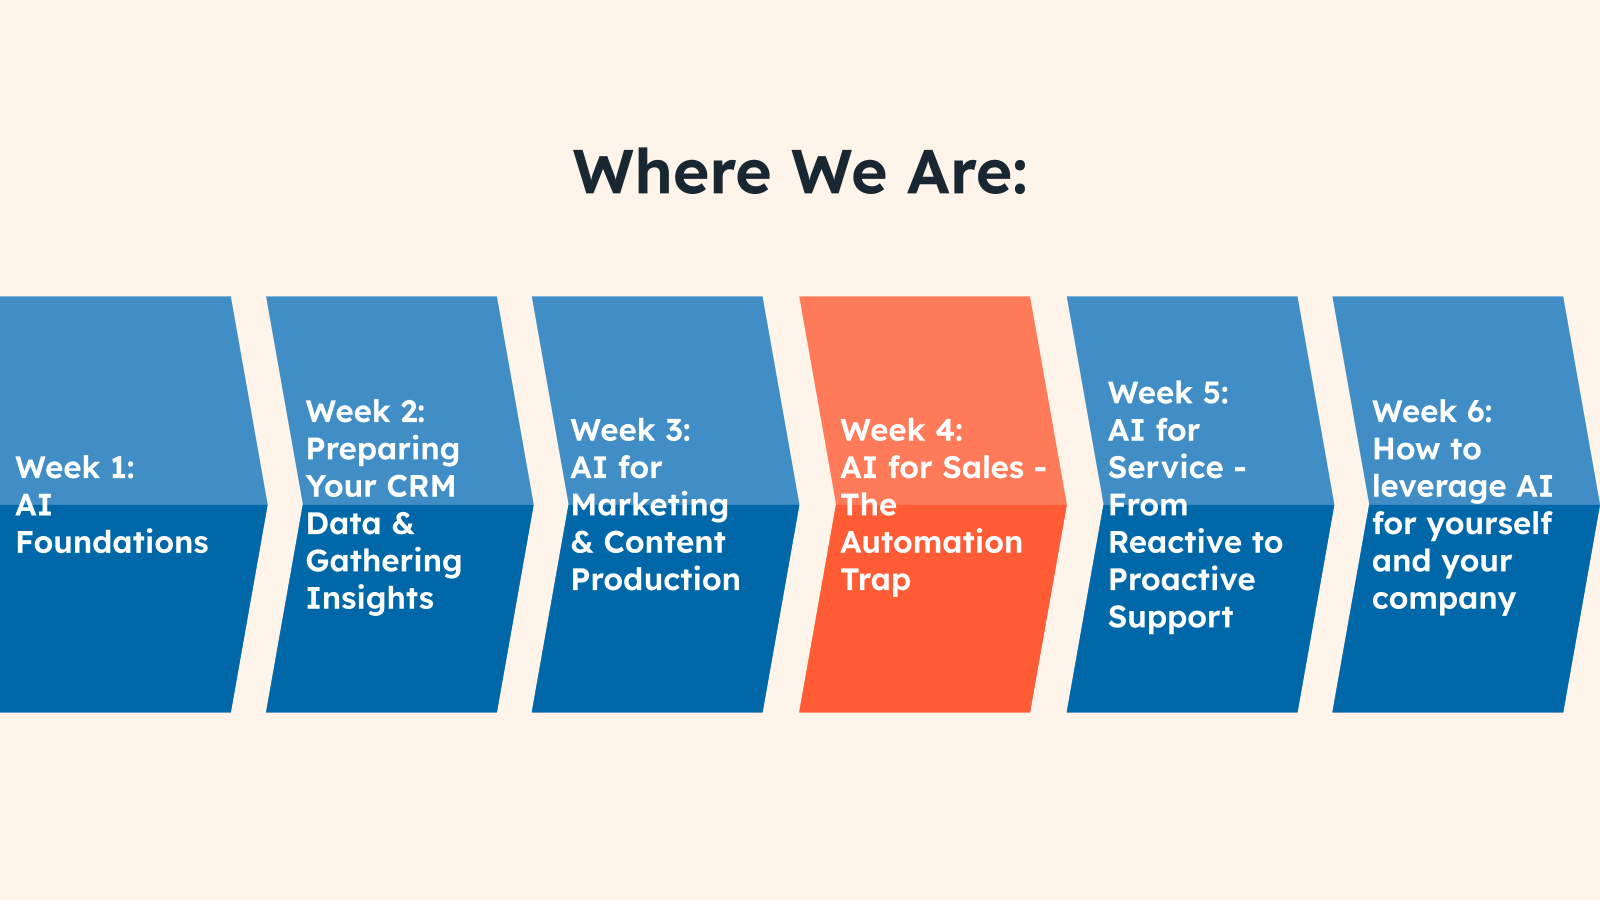 Where We Are:
Week 1:
AI
Foundations
Week 2:
Preparing
Your CRM
Data &
Gathering
Insights
Week 3:
AI for
Marketing
& Content
Production
Week 4:
AI for Sales -
The
Automation
Trap
Week 5:
AI for
Service -
From
Reactive to
Proactive
Support
Week 6:
How to
leverage AI
for yourself
and your
company